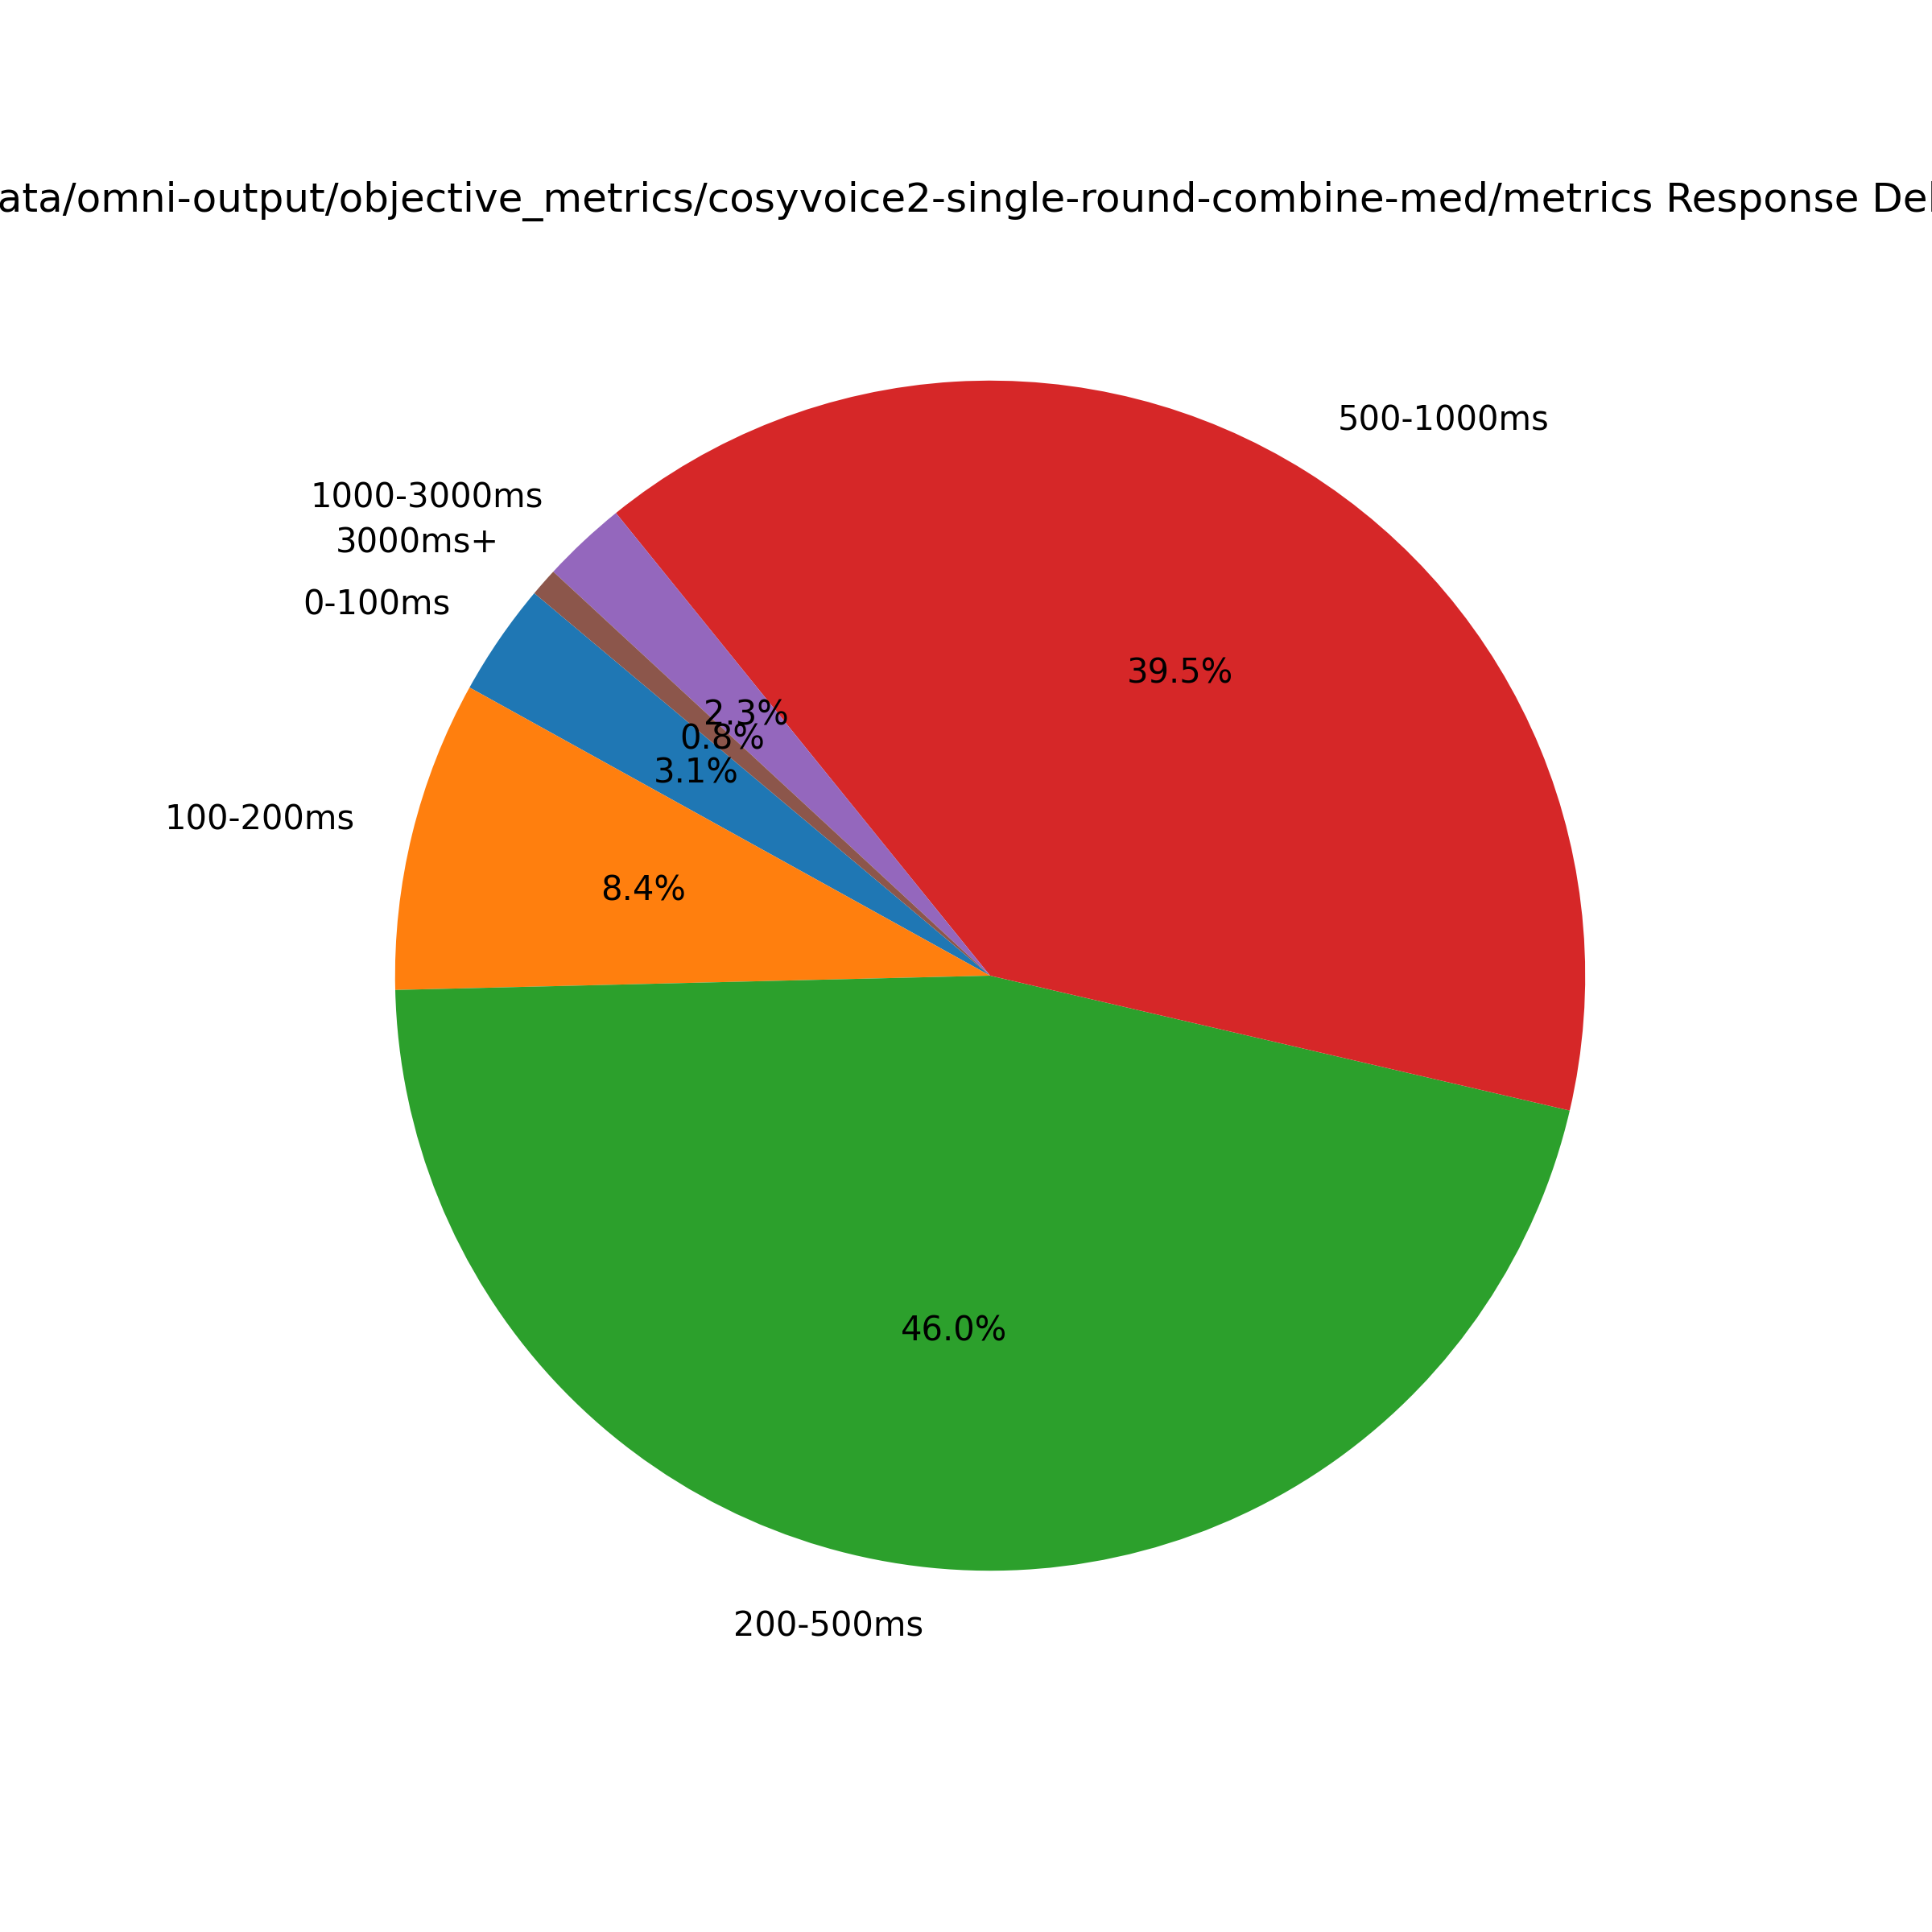 ata/omni-output/objective_metrics/cosyvoice2-single-round-combine-med/metrics Response Del
500-1000ms
1000-3000ms
3000ms+
0-100ms
39.5%
2.3%
0.8%
3.1%
100-200ms
8.4%
46.0%
200-500ms